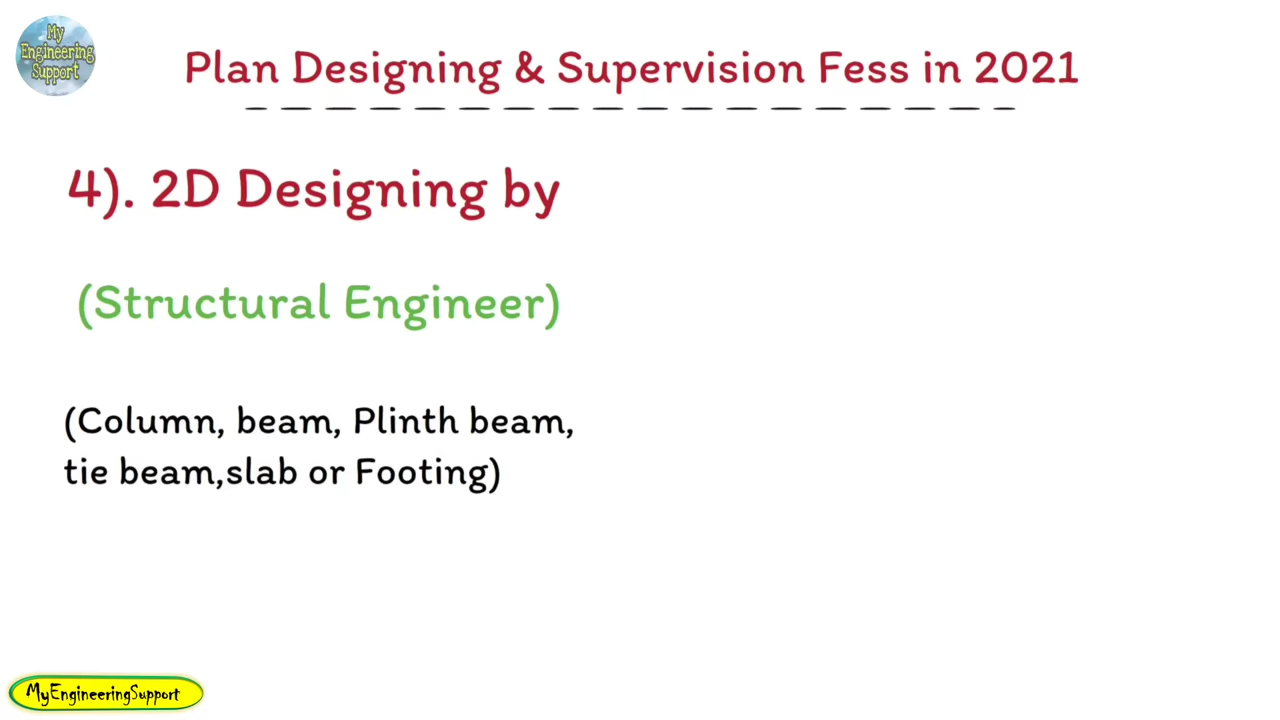 My
Engineering
Support
Plan Designing & Supervision Fess in 2021
4). 2D Designing by
(Structural Engineer)
(Column, beam, Plinth beam,
tie beam,slab or Footing)
MyEngineeringSupport